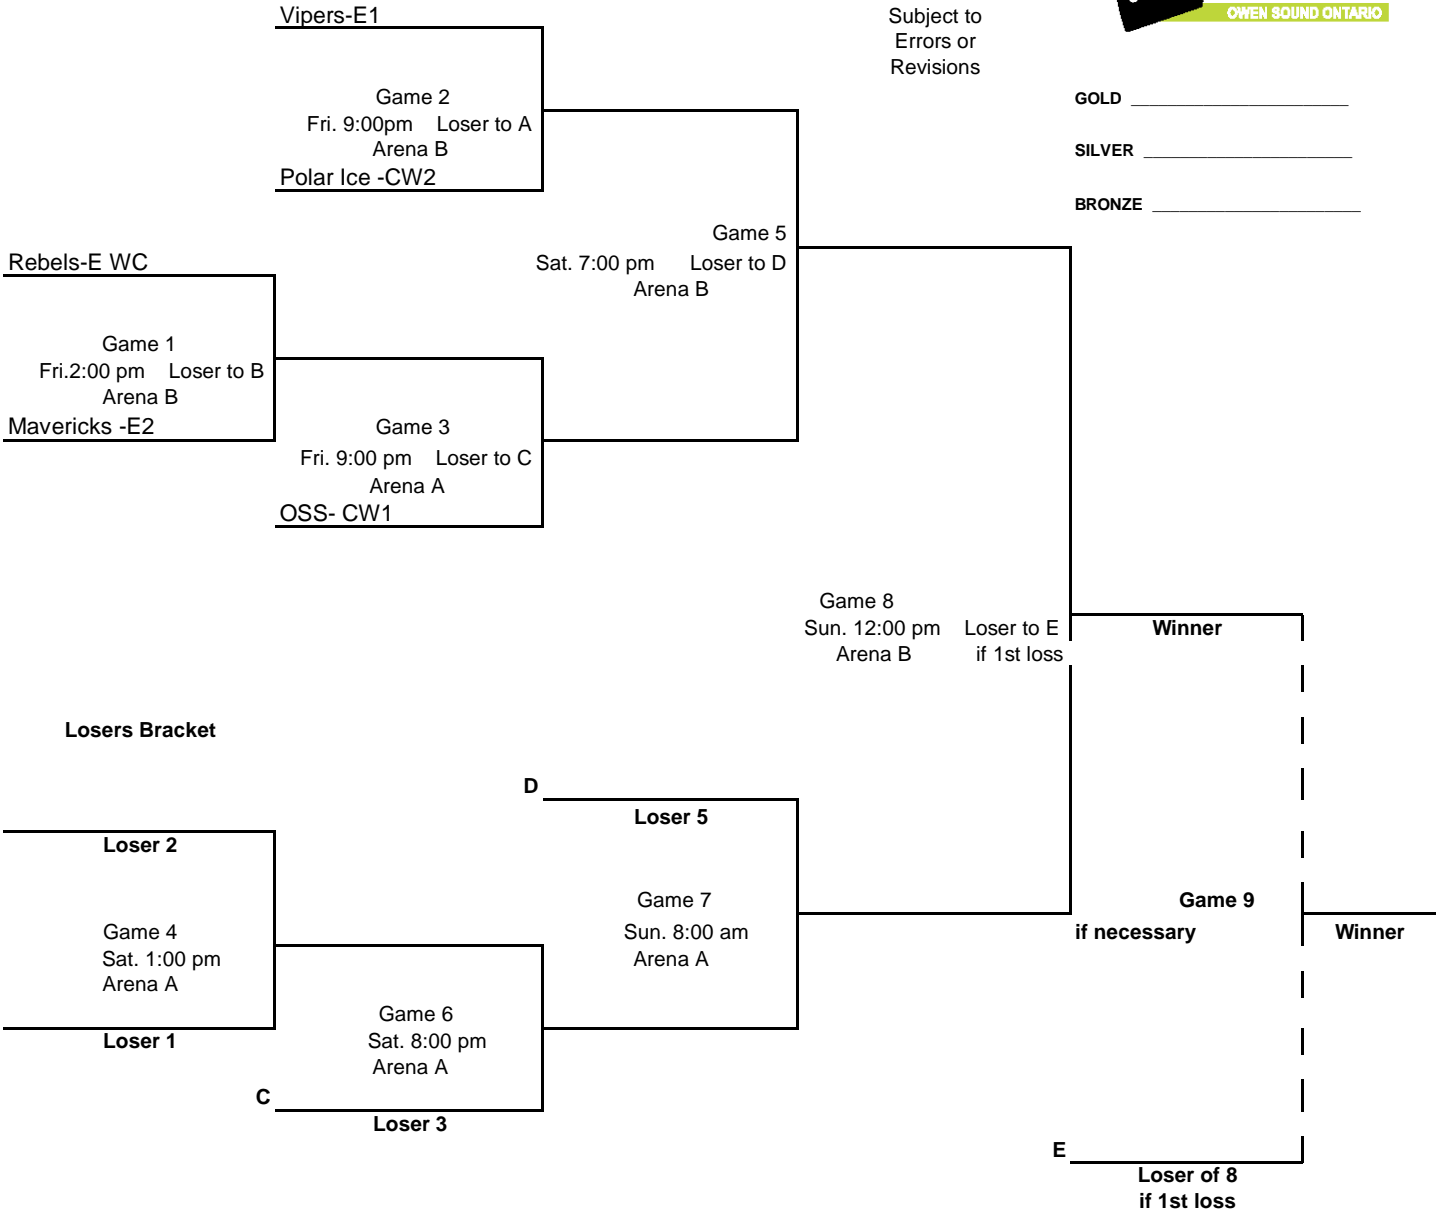 Vipers-E1
Subject to
Errors or
Revisions
OWEN SOUND ONTARIO
GOLD ________________________
SILVER _______________________
BRONZE _______________________
Game 2
Fri. 9:00pm Loser to A
Arena B
Polar Ice -CW2
Game 5
Sat. 7:00 pm Loser to D
Arena B
Rebels-E WC
Game 1
Fri.2:00 pm Loser to B
Arena B
Mavericks -E2
Game 3
Fri. 9:00 pm Loser to C
Arena A
OSS- CW1
Game 8
Sun. 12:00 pm Loser to E
Arena B if 1st loss
Winner
Losers Bracket
D
Loser 5
Loser 2
Game 4
Sat. 1:00 pm
Arena A
Loser 1
Game 7
Sun. 8:00 am
Arena A
Game 9
if necessary
Winner
Game 6
Sat. 8:00 pm
Arena A
C
Loser 3
E
Loser of 8
if 1st loss